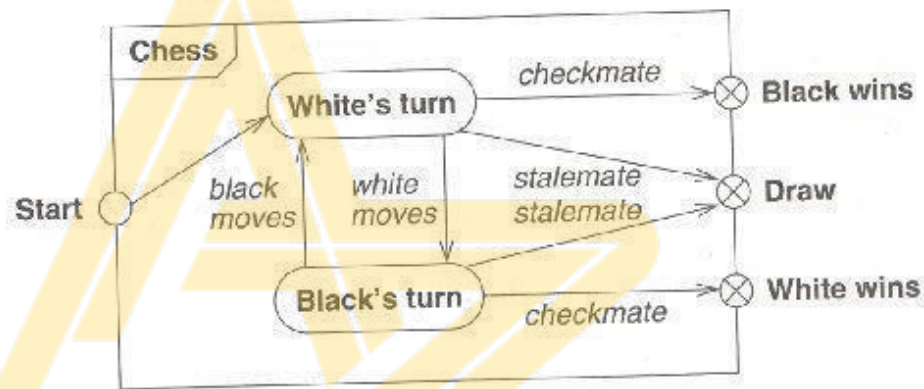 Chess
checkmate
White's turn
Black wins
black
moves
white
moves
stalemate
stalemate
Start
Draw
Black's turn
checkmate
White wins